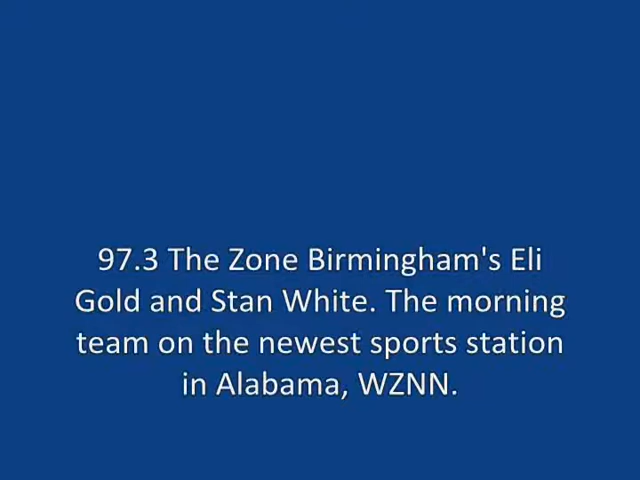 97.3 The Zone Birmingham's Eli
Gold and Stan White. The morning
team on the newest sports station
in Alabama, WZNN.